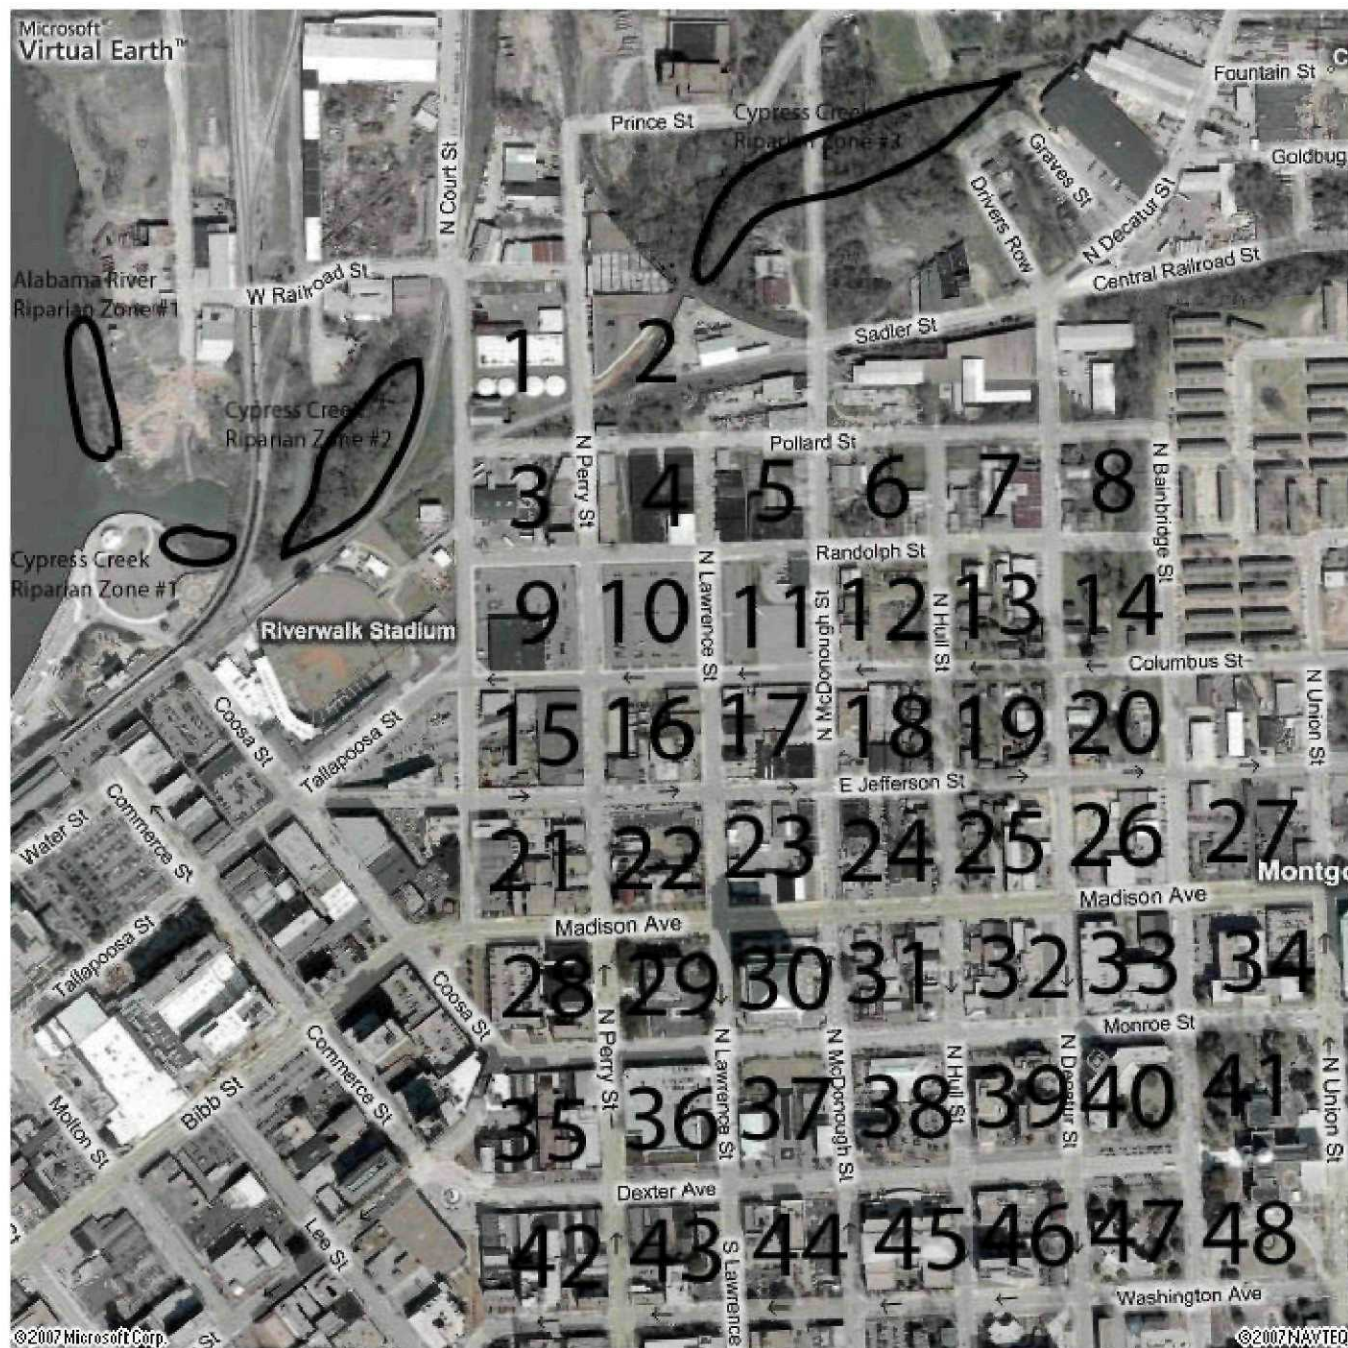 Microsoft®
Virtual Earth™
Fountain St
C
Prince St
Cypress Creek
Riparian Zone #3
Goldbug
N Court St
Graves St
Drivers Row
N Decatur St
Central Railroad St
W Railroad St
Alabama River
Riparian Zone #1
Sadler St
1
2
Cypress Creek
Riparian Zone #2
Pollard St
N Perry St
N Bainbridge St
3
4
5
6
7
8
Randolph St
Cypress Creek
Riparian Zone #1
N Lawrence St
N McDonough St
N Hull St
9
10
11
12
13
14
Riverwalk Stadium
Columbus St
N Union St
Coosa St
Tallapoosa St
15
16
17
18
19
20
E Jefferson St
Water St
Commerce St
21
22
23
24
25
26
27
Montgo
Madison Ave
Madison Ave
Tallapoosa St
28
29
30
31
32
33
34
Coosa St
Monroe St
Commerce St
N Perry St
N Lawrence St
N McDonough St
N Hull St
N Decatur St
N Union St
Molton St
Bibb St
35
36
37
38
39
40
41
Dexter Ave
Lee St
42
43
44
45
46
47
48
S Lawrence
Washington Ave
St
©2007 Microsoft Corp.
©2007 NAVTEQ